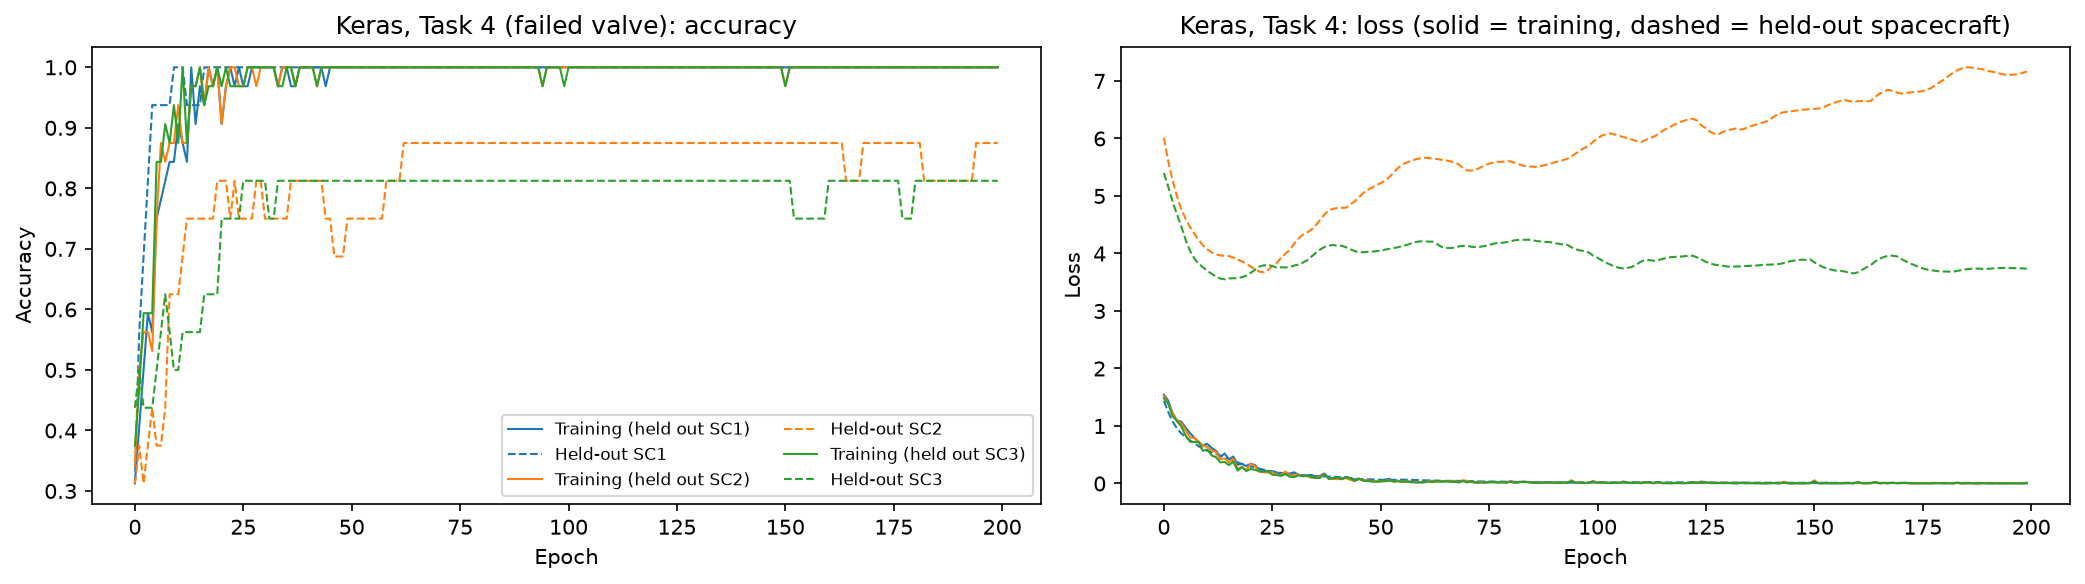 Keras, Task 4 (failed valve): accuracy
1.0
0.9
0.8
0.7
0.6
0.5
0.4
0.3
Accuracy
0 25 50 75 100 125 150 175 200
Epoch
Training (held out SC1)
Held-out SC1
Training (held out SC2)
Held-out SC2
Training (held out SC3)
Held-out SC3
Keras, Task 4: loss (solid = training, dashed = held-out spacecraft)
7
6
5
4
3
2
1
0
Loss
0 25 50 75 100 125 150 175 200
Epoch